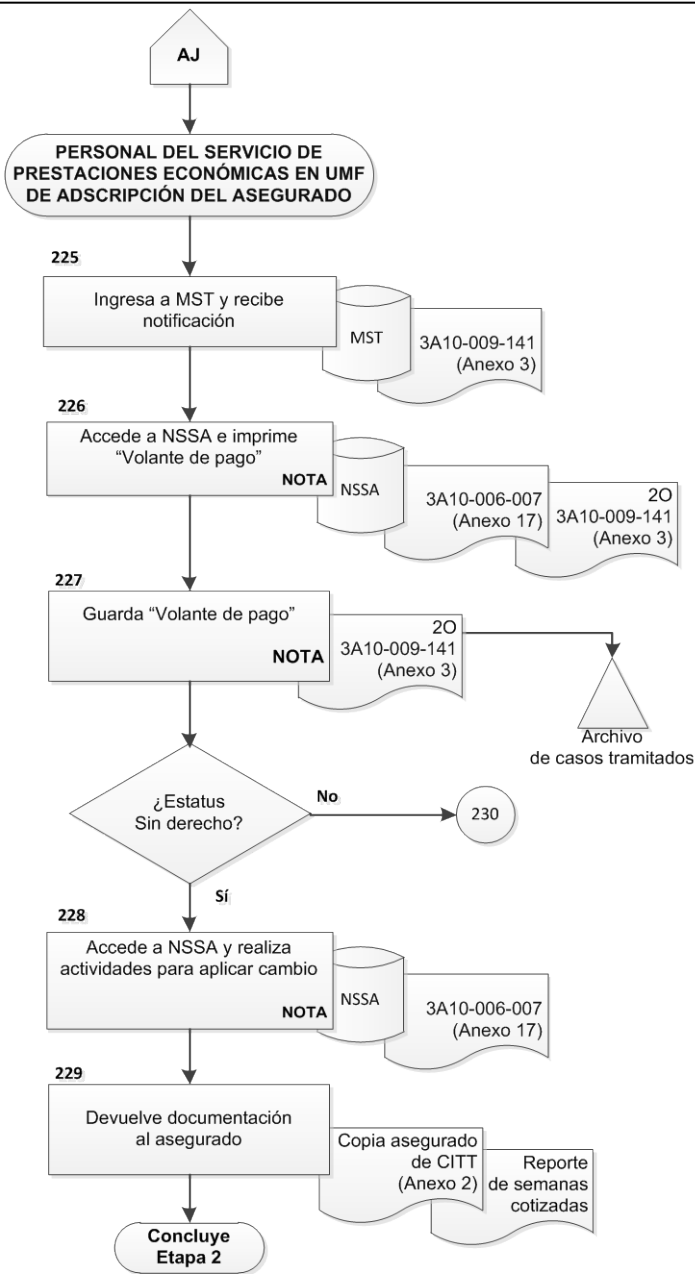 AJ
PERSONAL DEL SERVICIO DE
PRESTACIONES ECONÓMICAS EN UMF
DE ADSCRIPCIÓN DEL ASEGURADO
225
Ingresa a MST y recibe
notificación
MST
3A10-009-141
(Anexo 3)
226
Accede a NSSA e imprime
“Volante de pago”
NOTA
NSSA
3A10-006-007
(Anexo 17)
2O
3A10-009-141
(Anexo 3)
227
Guarda “Volante de pago”
NOTA
2O
3A10-009-141
(Anexo 3)
Archivo
de casos tramitados
¿Estatus
Sin derecho?
No
230
Sí
228
Accede a NSSA y realiza
actividades para aplicar cambio
NOTA
NSSA
3A10-006-007
(Anexo 17)
229
Devuelve documentación
al asegurado
Copia asegurado
de CITT
(Anexo 2)
Reporte
de semanas
cotizadas
Concluye
Etapa 2